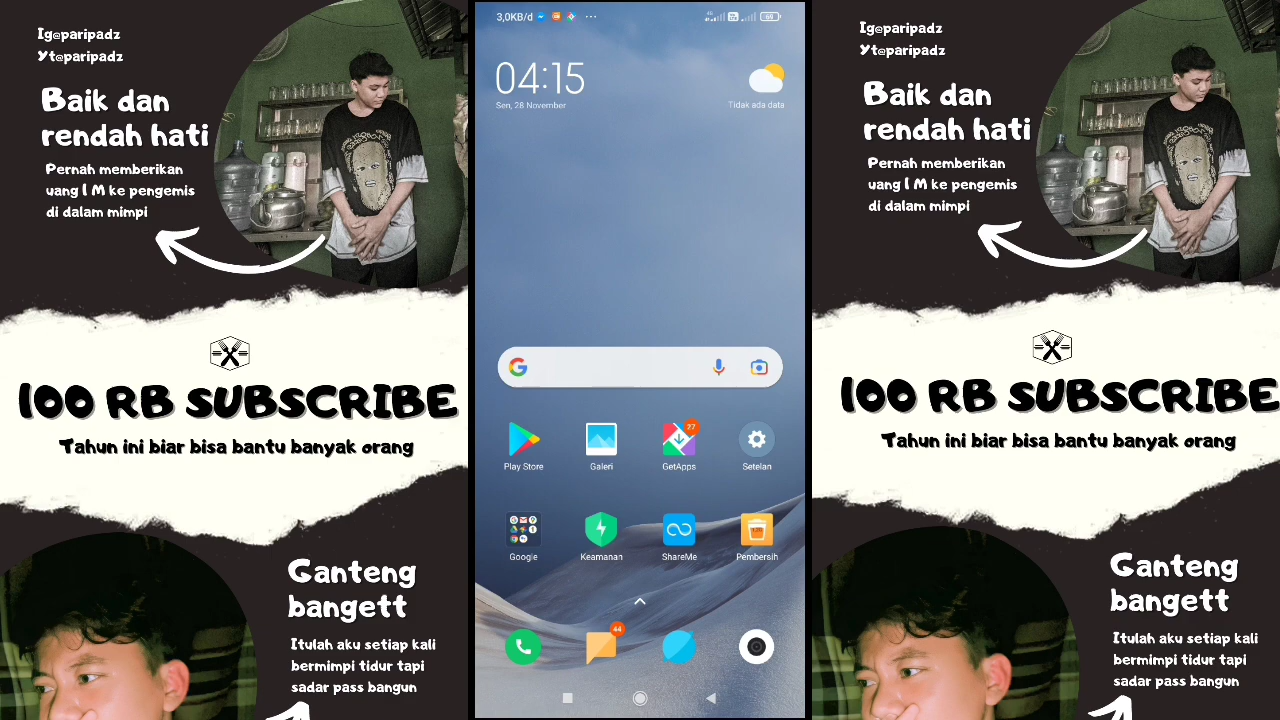 Ig@paripadz
Yt@paripadz
Baik dan
rendah hati
Pernah memberikan
uang 1 M ke pengemis
di dalam mimpi
100 RB SUBSCRIBE
Tahun ini biar bisa bantu banyak orang
Ganteng
bangett
Itulah aku setiap kali
bermimpi tidur tapi
sadar pass bangun
3,0KB/d
69
04:15
Sen, 28 November
Tidak ada data
Play Store
Galeri
27
GetApps
Setelan
Google
Keamanan
ShareMe
Pembersih
44
Ig@paripadz
Yt@paripadz
Baik dan
rendah hati
Pernah memberikan
uang 1 M ke pengemis
di dalam mimpi
100 RB SUBSCRIBE
Tahun ini biar bisa bantu banyak orang
Ganteng
bangett
Itulah aku setiap kali
bermimpi tidur tapi
sadar pass bangun